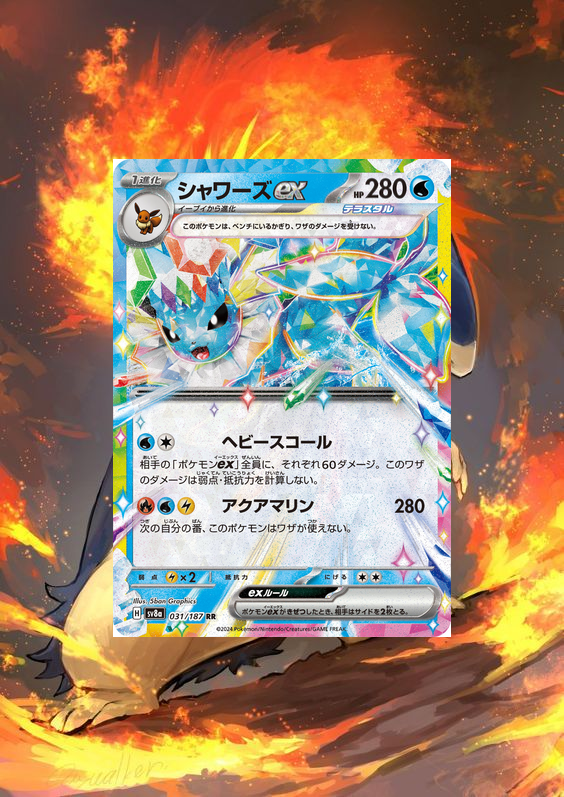 1進化
シャワーズex
HP280
イーブイから進化
テラスタル
このポケモンは、ベンチにいるかぎり、ワザのダメージを受けない。
ヘビースコール
相手の「ポケモンex」全員に、それぞれ60ダメージ。このワザ
のダメージは弱点・抵抗力を計算しない。
アクアマリン 280
次の自分の番、このポケモンはワザが使えない。
弱点 ×2 抵抗力 にげる
exルール
ポケモンexがきぜつしたとき、相手はサイドを2枚とる。
Illus. 5ban Graphics
H sv8a 031/187 RR
©2024 Pokémon/Nintendo/Creatures/GAME FREAK.